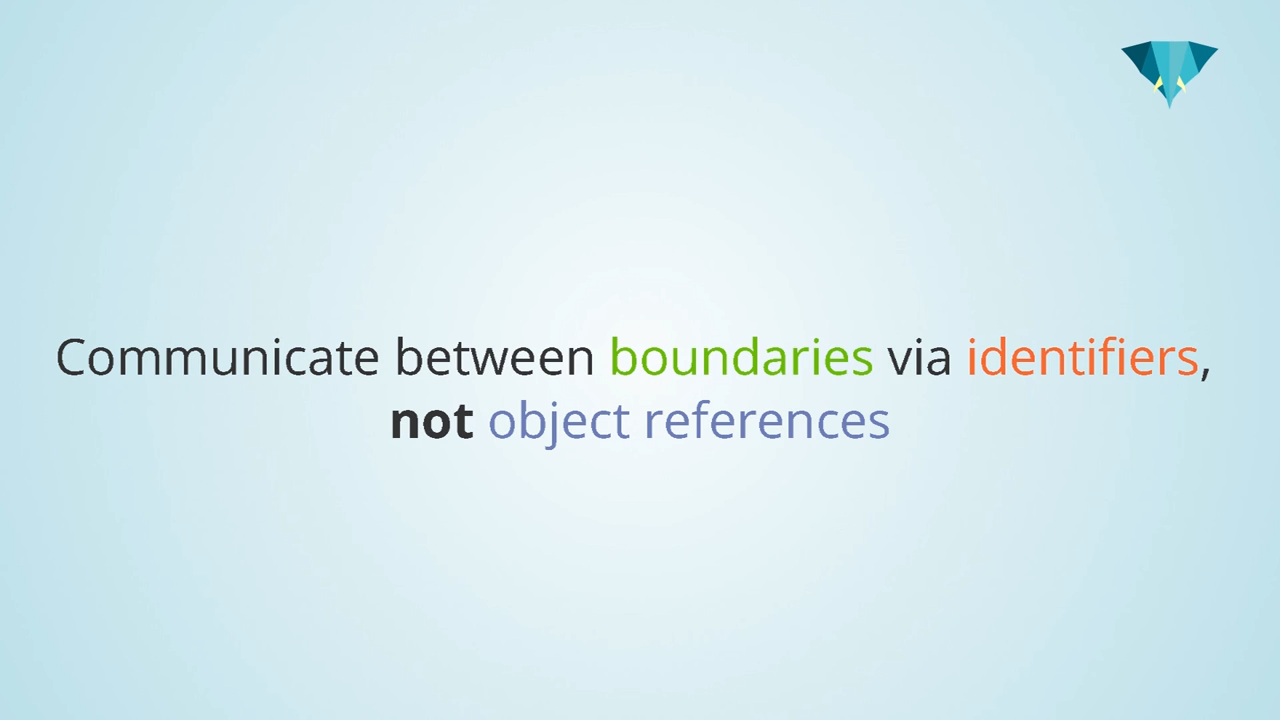 Communicate between boundaries via identifiers,
not object references